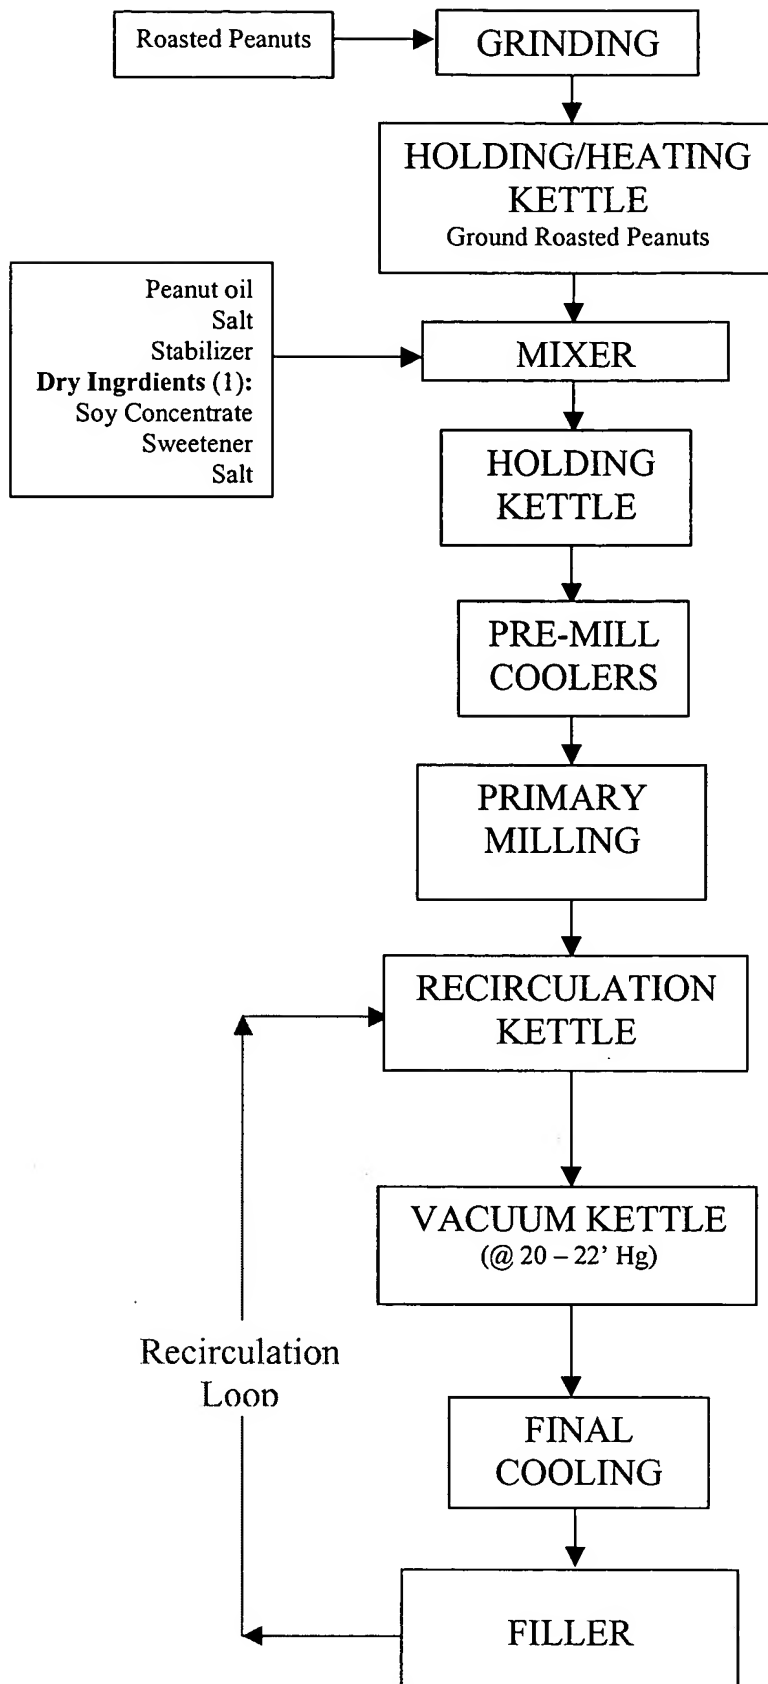 Roasted Peanuts
GRINDING
HOLDING/HEATING
KETTLE
Ground Roasted Peanuts
Peanut oil
Salt
Stabilizer
Dry Ingrdients (1):
Soy Concentrate
Sweetener
Salt
MIXER
HOLDING
KETTLE
PRE-MILL
COOLERS
PRIMARY
MILLING
RECIRCULATION
KETTLE
VACUUM KETTLE
(@ 20 – 22' Hg)
Recirculation
Loop
FINAL
COOLING
FILLER